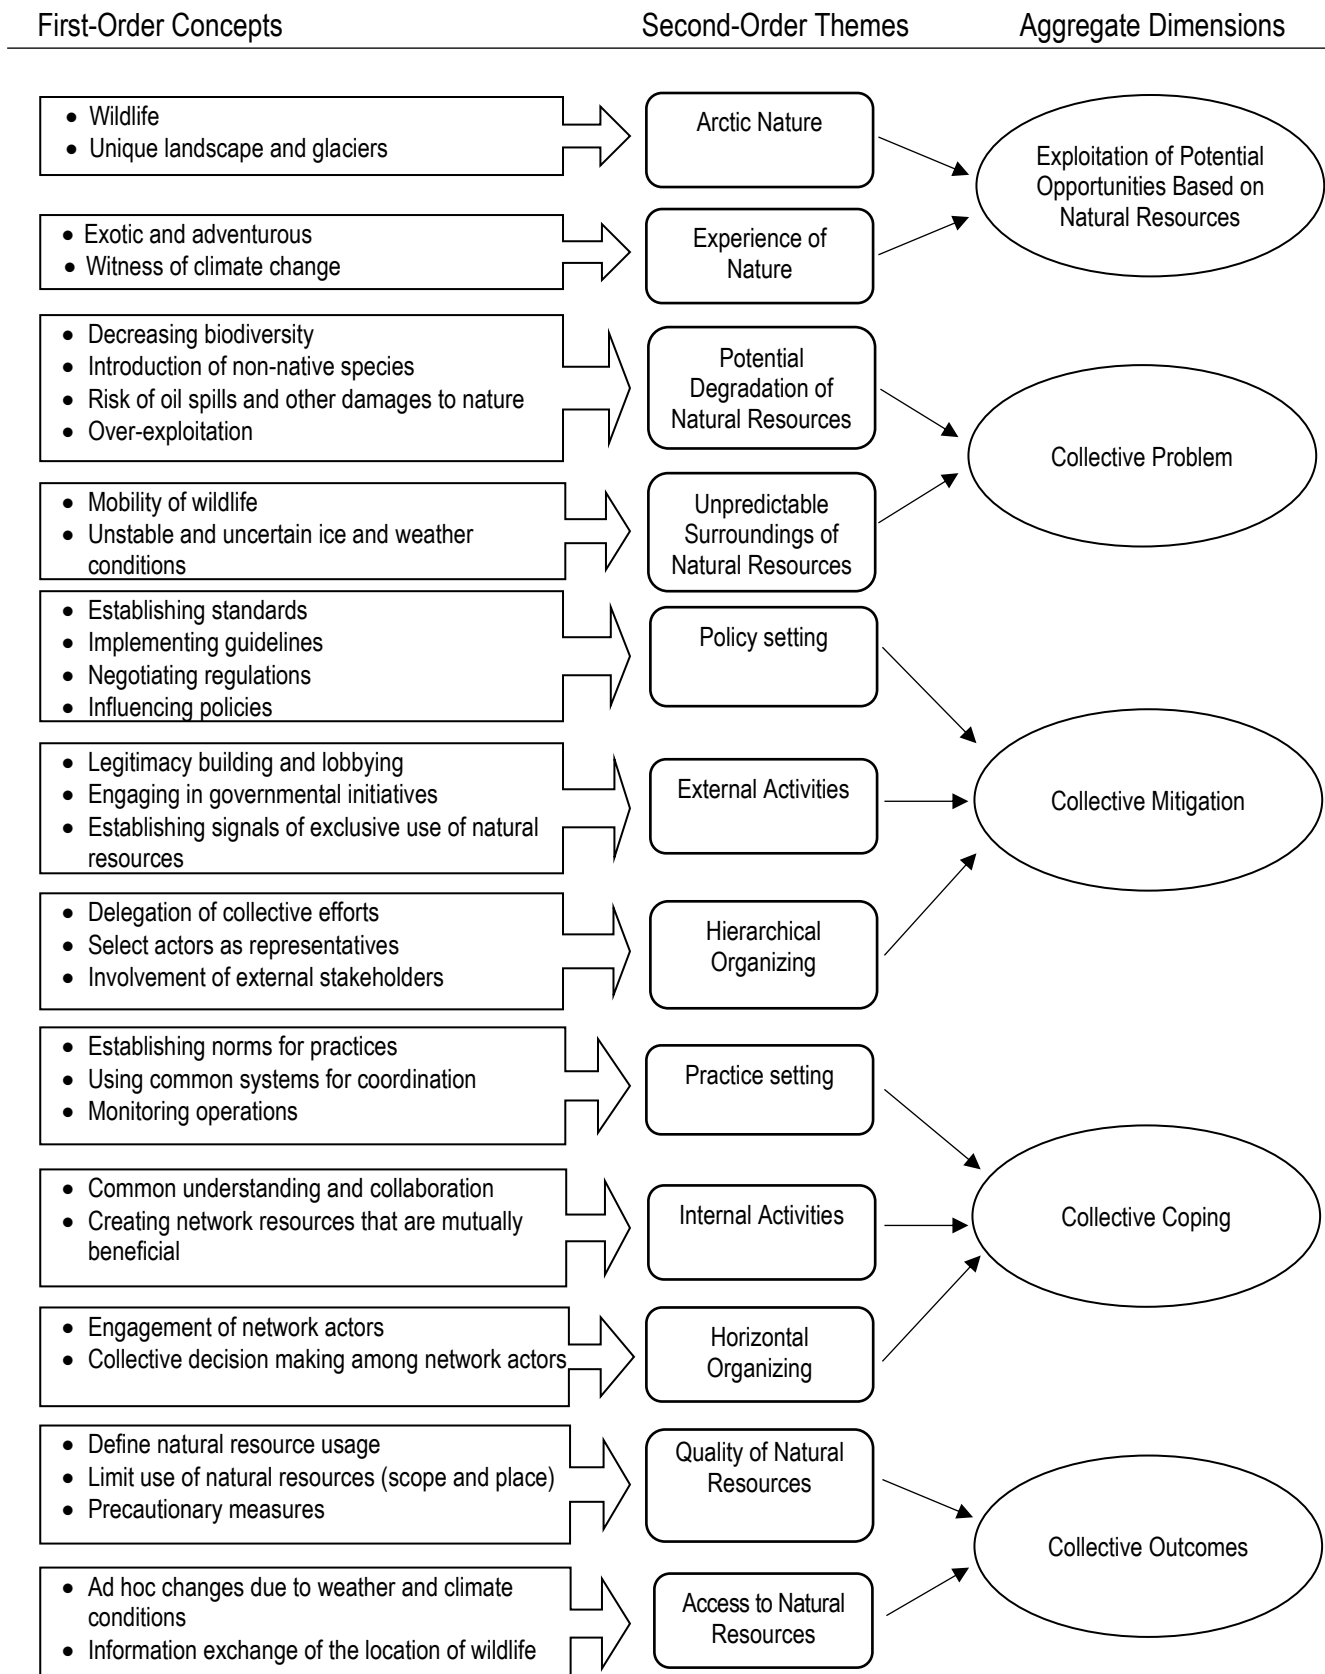 First-Order Concepts
Second-Order Themes
Aggregate Dimensions
• Wildlife
• Unique landscape and glaciers
Arctic Nature
• Exotic and adventurous
• Witness of climate change
Experience of
Nature
Exploitation of Potential
Opportunities Based on
Natural Resources
• Decreasing biodiversity
• Introduction of non-native species
• Risk of oil spills and other damages to nature
• Over-exploitation
Potential
Degradation of
Natural Resources
• Mobility of wildlife
• Unstable and uncertain ice and weather
conditions
Unpredictable
Surroundings of
Natural Resources
Collective Problem
• Establishing standards
• Implementing guidelines
• Negotiating regulations
• Influencing policies
Policy setting
• Legitimacy building and lobbying
• Engaging in governmental initiatives
• Establishing signals of exclusive use of natural
resources
External Activities
• Delegation of collective efforts
• Select actors as representatives
• Involvement of external stakeholders
Hierarchical
Organizing
Collective Mitigation
• Establishing norms for practices
• Using common systems for coordination
• Monitoring operations
Practice setting
• Common understanding and collaboration
• Creating network resources that are mutually
beneficial
Internal Activities
• Engagement of network actors
• Collective decision making among network actors
Horizontal
Organizing
Collective Coping
• Define natural resource usage
• Limit use of natural resources (scope and place)
• Precautionary measures
Quality of Natural
Resources
• Ad hoc changes due to weather and climate
conditions
• Information exchange of the location of wildlife
Access to Natural
Resources
Collective Outcomes